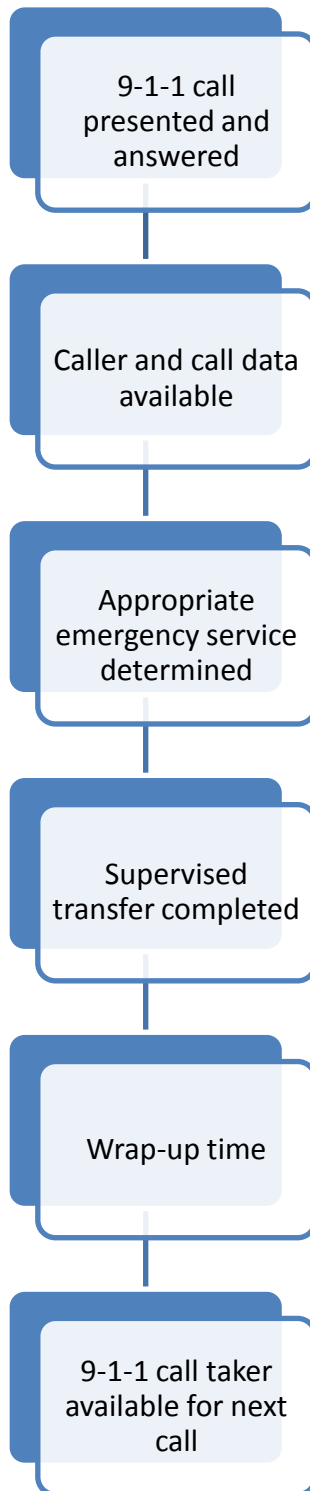 9-1-1 call
presented and
answered
Caller and call data
available
Appropriate
emergency service
determined
Supervised
transfer completed
Wrap-up time
9-1-1 call taker
available for next
call